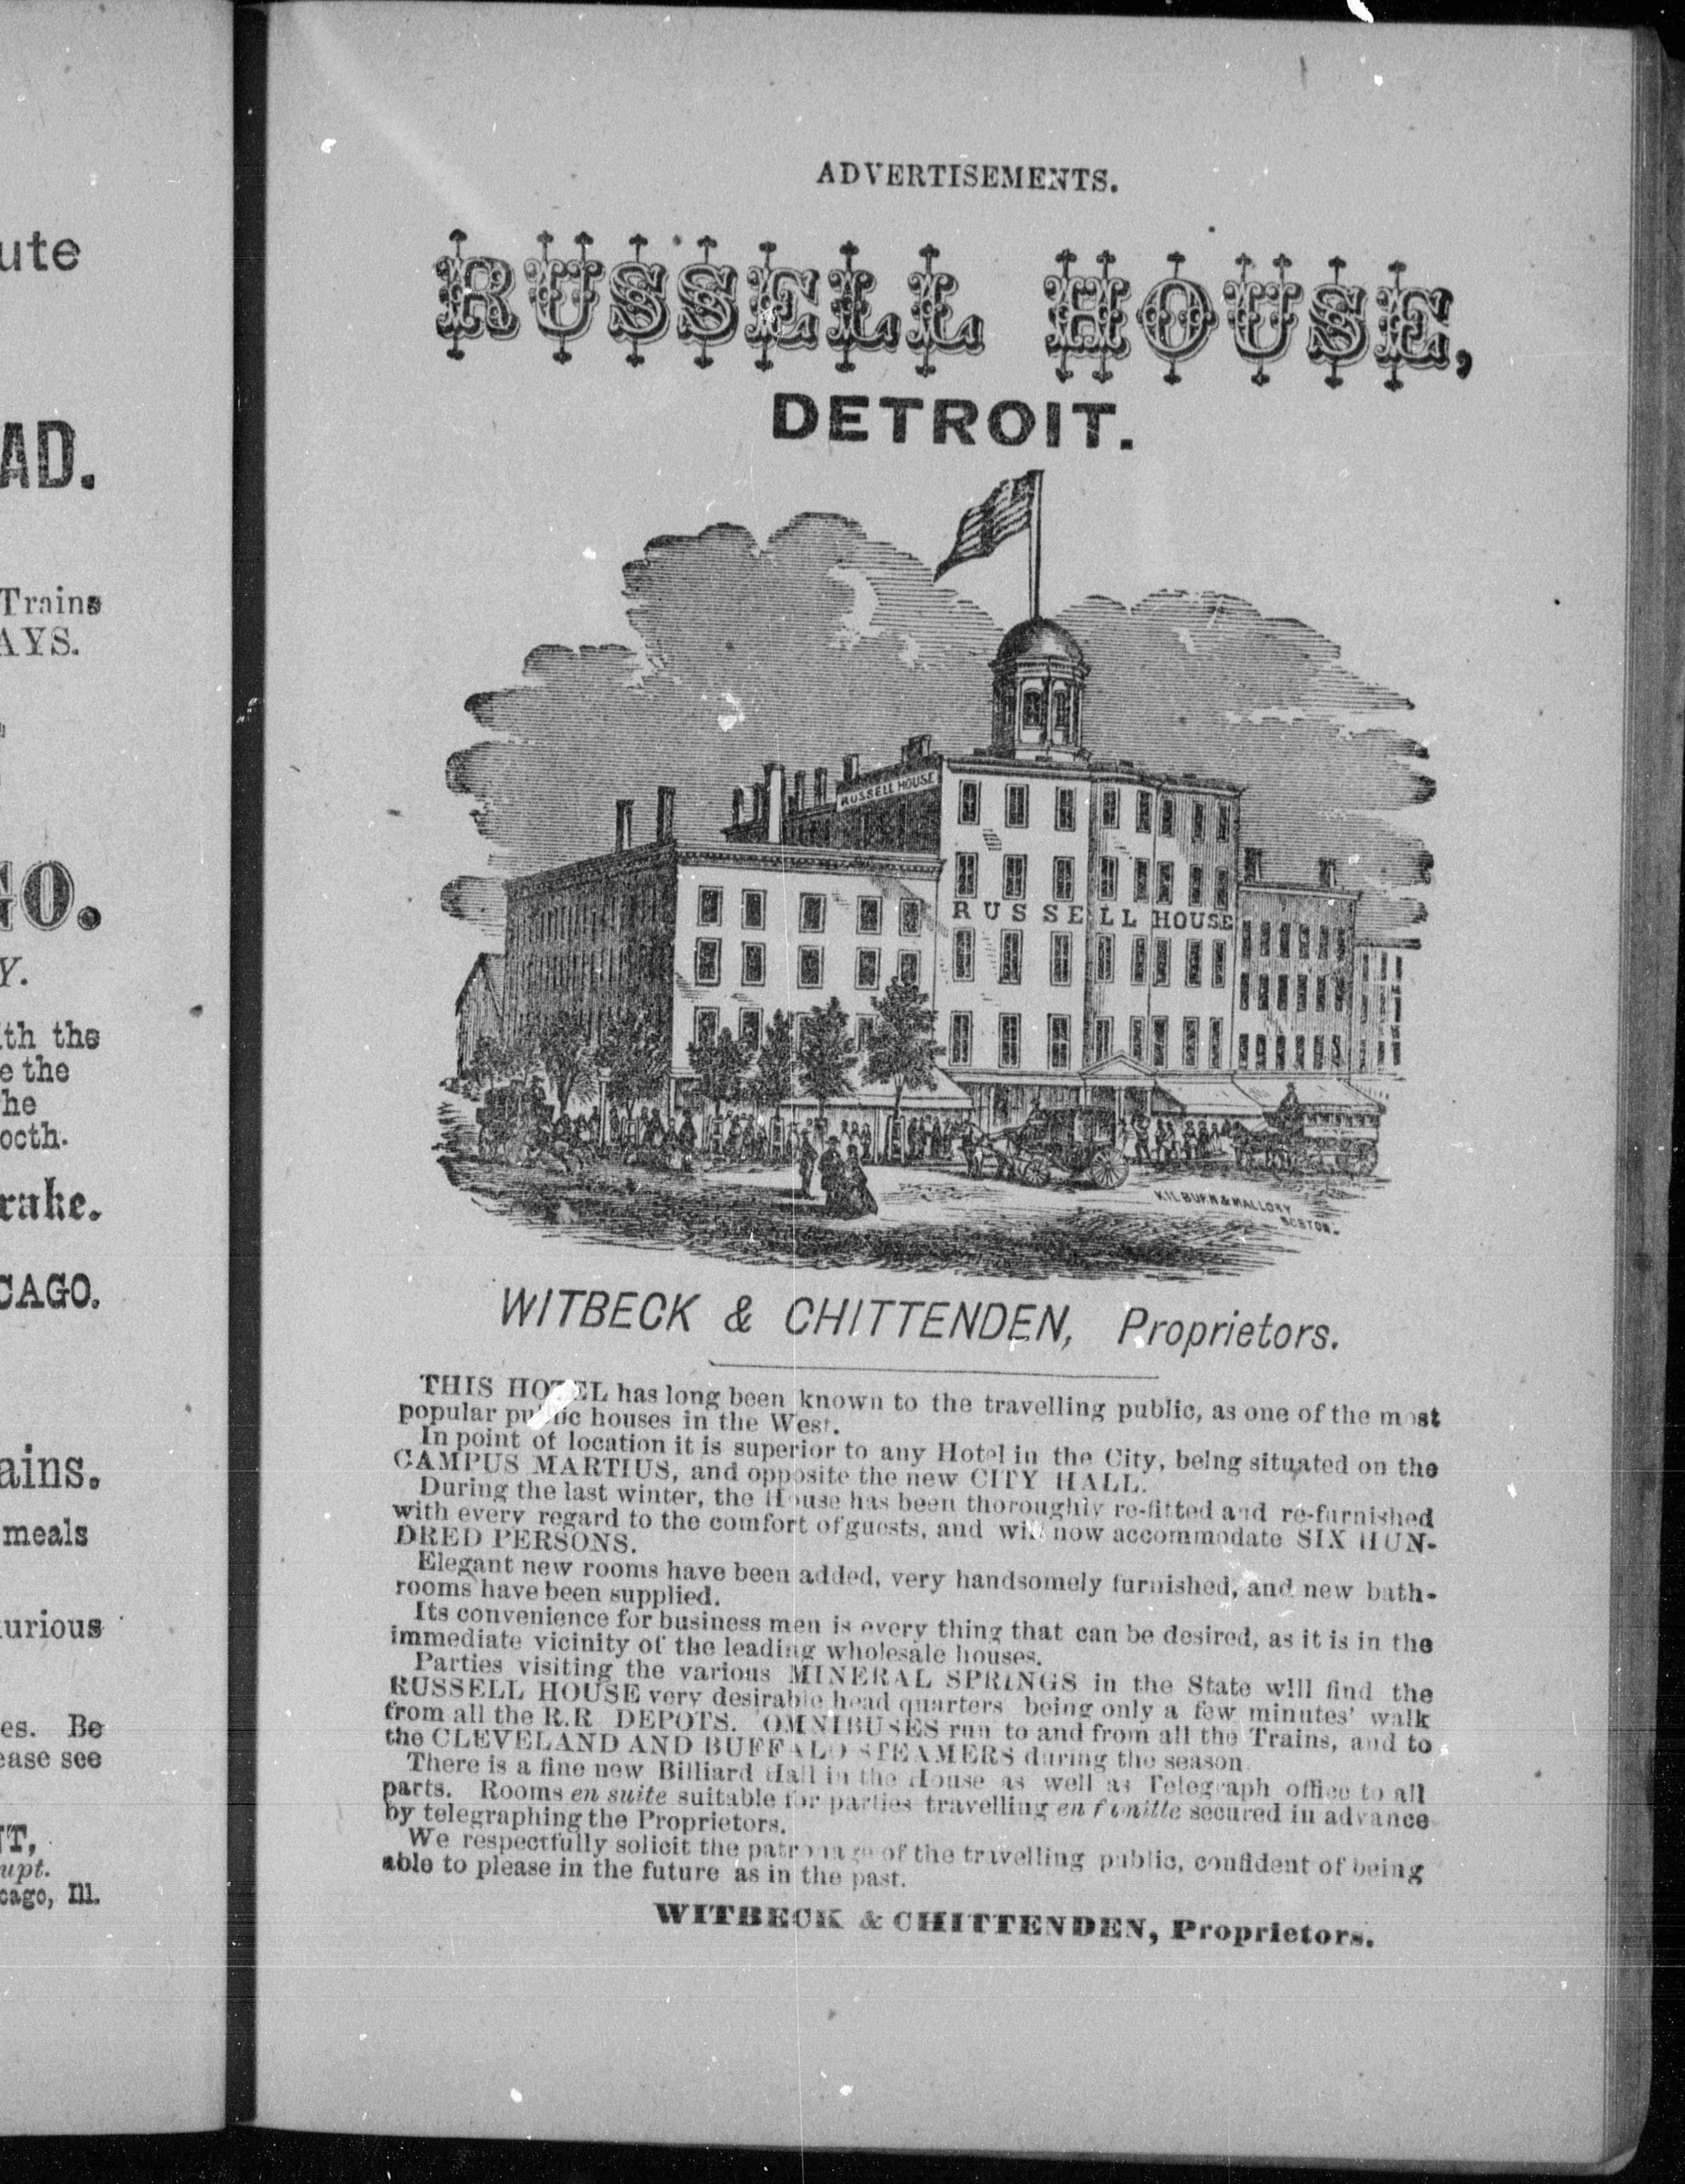 ute
AD.
Trains
AYS.
GO.
Y.
ith the
e the
he
ooth.
rake.
CAGO.
ains.
meals
urious
es. Be
ease see
NT,
upt.
cago, Ill.
ADVERTISEMENTS.
RUSSELL HOUSE,
DETROIT.
RUSSELL HOUSE
RUSSELL HOUSE
KILBURN & MALLORY
BOSTON.
WITBECK & CHITTENDEN, Proprietors.
THIS HOTEL has long been known to the travelling public, as one of the most
popular public houses in the West.
In point of location it is superior to any Hotel in the City, being situated on the
CAMPUS MARTIUS, and opposite the new CITY HALL.
During the last winter, the House has been thoroughly re-fitted and re-furnished
with every regard to the comfort of guests, and will now accommodate SIX HUN-
DRED PERSONS.
Elegant new rooms have been added, very handsomely furnished, and new bath-
rooms have been supplied.
Its convenience for business men is every thing that can be desired, as it is in the
immediate vicinity of the leading wholesale houses.
Parties visiting the various MINERAL SPRINGS in the State will find the
RUSSELL HOUSE very desirable head quarters being only a few minutes' walk
from all the R.R DEPOTS. OMNIBUSES run to and from all the Trains, and to
the CLEVELAND AND BUFFALO STEAMERS during the season
There is a fine new Billiard Hall in the House as well as Telegraph office to all
parts. Rooms en suite suitable for parties travelling en famille secured in advance
by telegraphing the Proprietors.
We respectfully solicit the patronage of the travelling public, confident of being
able to please in the future as in the past.
WITBECK & CHITTENDEN, Proprietors.